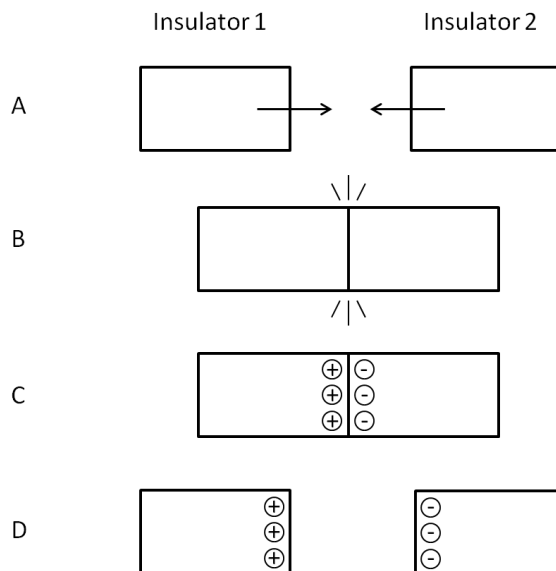 Insulator 1 Insulator 2
A
B
C
+ -
+ -
+ -
D
+ -
+ -
+ -